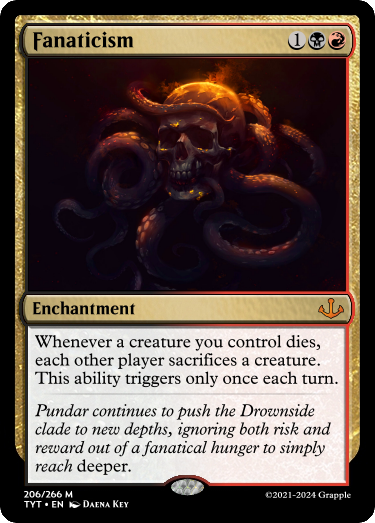 Fanaticism 1
Enchantment
Whenever a creature you control dies,
each other player sacrifices a creature.
This ability triggers only once each turn.
Pundar continues to push the Drownside
clade to new depths, ignoring both risk and
reward out of a fanatical hunger to simply
reach deeper.
206/266 M
TYT • EN Daena Key
©2021-2024 Grapple